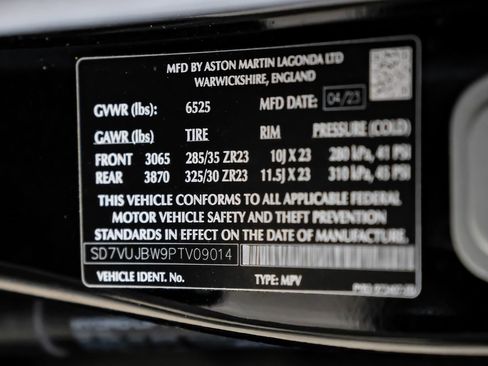 MFD BY ASTON MARTIN LAGONDA LTD
WARWICKSHIRE, ENGLAND
GVWR (lbs): 6525 MFD DATE: 04/23
GAWR (lbs): TIRE RIM PRESSURE (COLD)
FRONT 3065 285/35 ZR23 10J X 23 280 kPa, 41 PSI
REAR 3870 325/30 ZR23 11.5J X 23 310 kPa, 45 PSI
THIS VEHICLE CONFORMS TO ALL APPLICABLE FEDERAL
MOTOR VEHICLE SAFETY AND THEFT PREVENTION
STANDARDS IN EFFECT ON THE DATE OF MANUFACTURE
SD7VUJBW9PTV09014
VEHICLE IDENT. No. TYPE: MPV